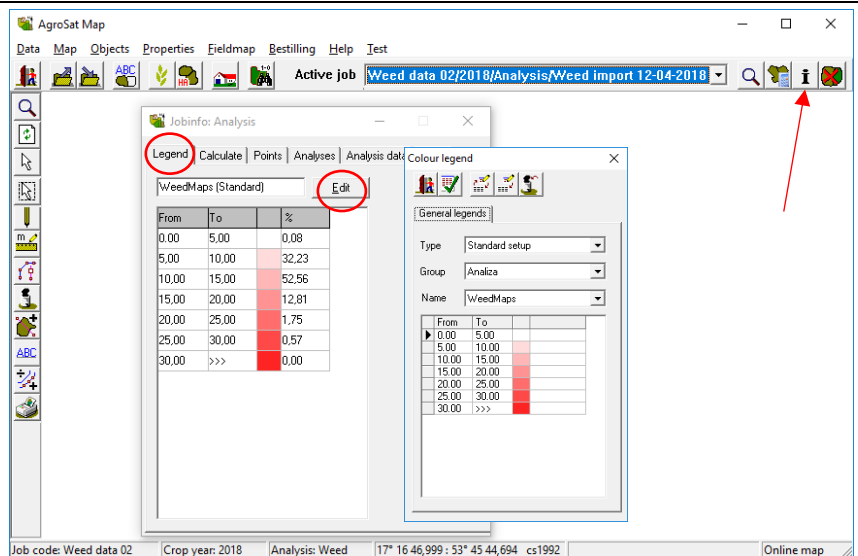 AgroSat Map
Data Map Objects Properties Fieldmap Bestilling Help Test
HA
ABC
1-0
Active job Weed data 02/2018/Analysis/Weed import 12-04-2018
i
Jobinfo: Analysis
Legend Calculate Points Analyses Analysis data
WeedMaps (Standard) Edit
From To %
0.00 5,00 0,08
5,00 10,00 32,23
10,00 15,00 52,56
15,00 20,00 12,81
20,00 25,00 1,75
25,00 30,00 0,57
30,00 >>> 0,00
Colour legend
General legends
Type Standard setup
Group Analiza
Name WeedMaps
From To
0.00 5.00
5.00 10.00
10.00 15.00
15.00 20.00
20.00 25.00
25.00 30.00
30.00 >>>
m
ABC
Job code: Weed data 02 Crop year: 2018 Analysis: Weed 17° 16 46,999 : 53° 45 44,694 cs1992 Online map